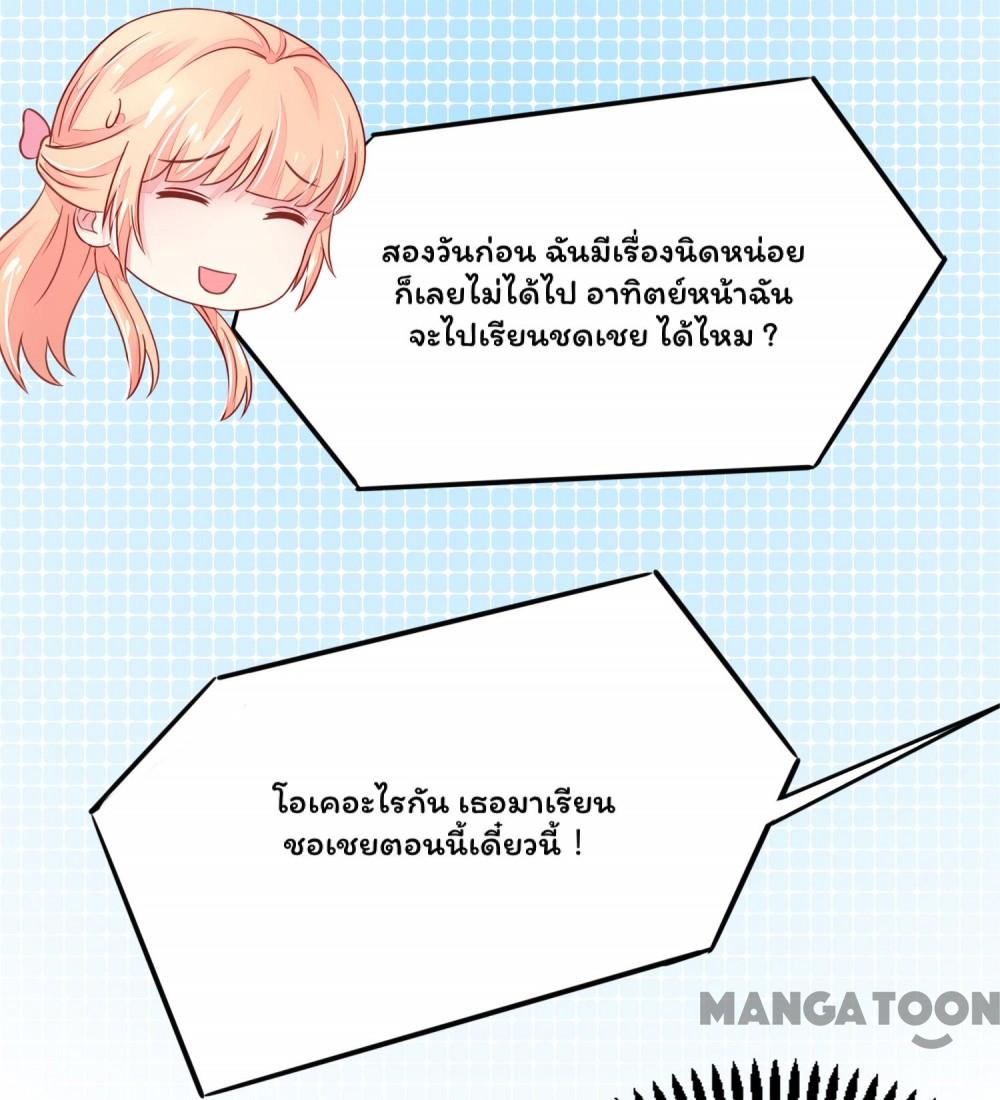 สองวันก่อน ฉันมีเรื่องนิดหน่อย
ก็เลยไม่ได้ไป อาทิตย์หน้าฉัน
จะไปเรียนชดเชย ได้ไหม ?
โอเคอะไรกัน เธอมาเรียน
ชอเชยตอนนี้เดี๋ยวนี้ !
MANGATOON